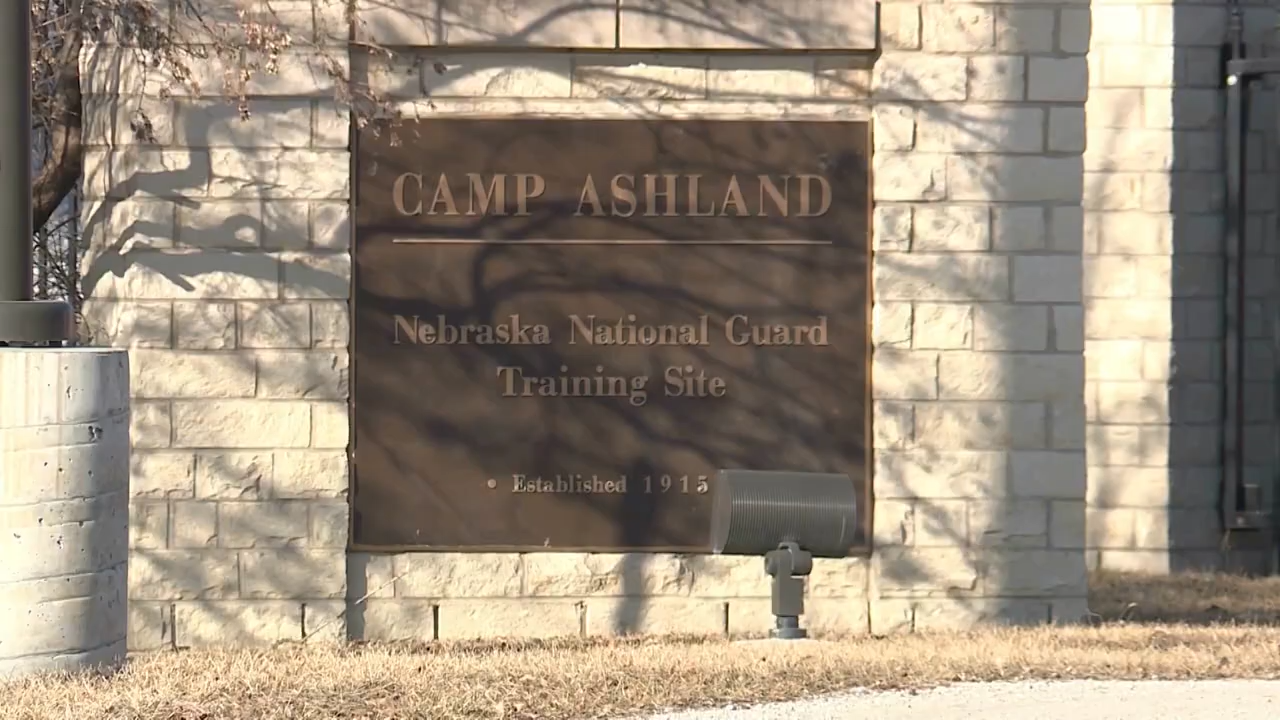 CAMP ASHLAND
Nebraska National Guard
Training Site
• Established 1915